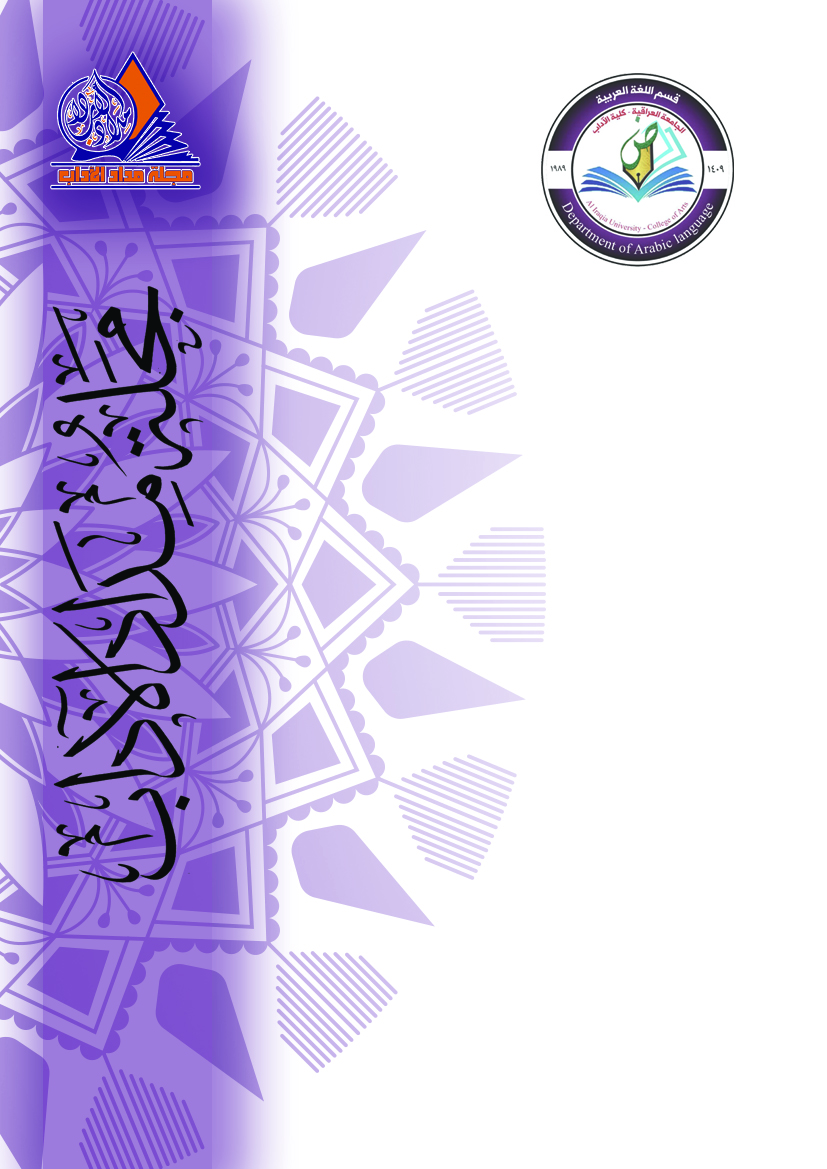 مجلة مداد الآداب
قسم اللغة العربية
الجامعة العراقية - كلية الآداب
١٩٨٩
١٤٠٩
Al Iraqia University - College of Arts
Department of Arabic language
مجلة مداد الآداب